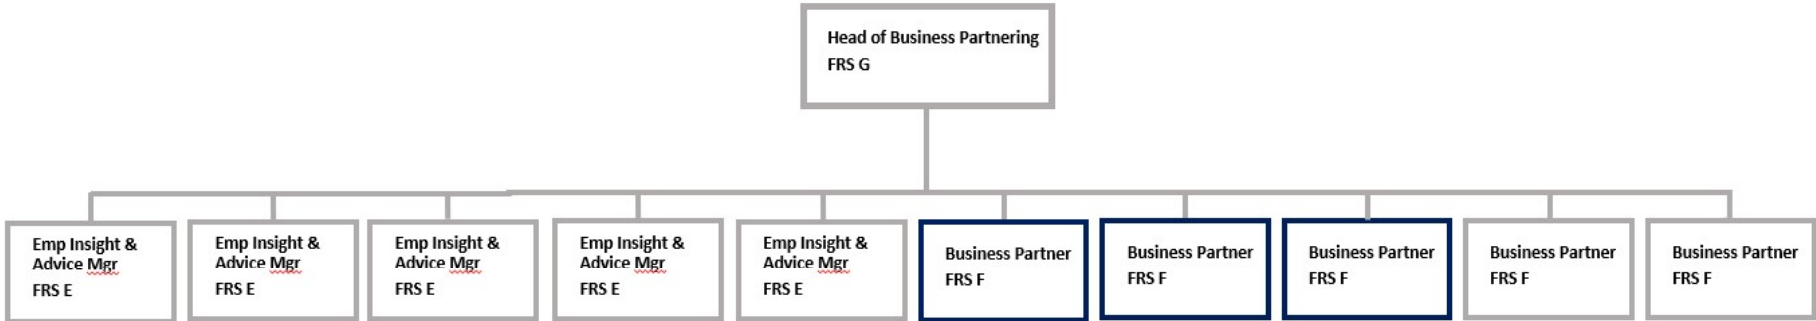 Head of Business Partnering
FRS G
Emp Insight &
Advice Mgr
FRS E
Emp Insight &
Advice Mgr
FRS E
Emp Insight &
Advice Mgr
FRS E
Emp Insight &
Advice Mgr
FRS E
Emp Insight &
Advice Mgr
FRS E
Business Partner
FRS F
Business Partner
FRS F
Business Partner
FRS F
Business Partner
FRS F
Business Partner
FRS F